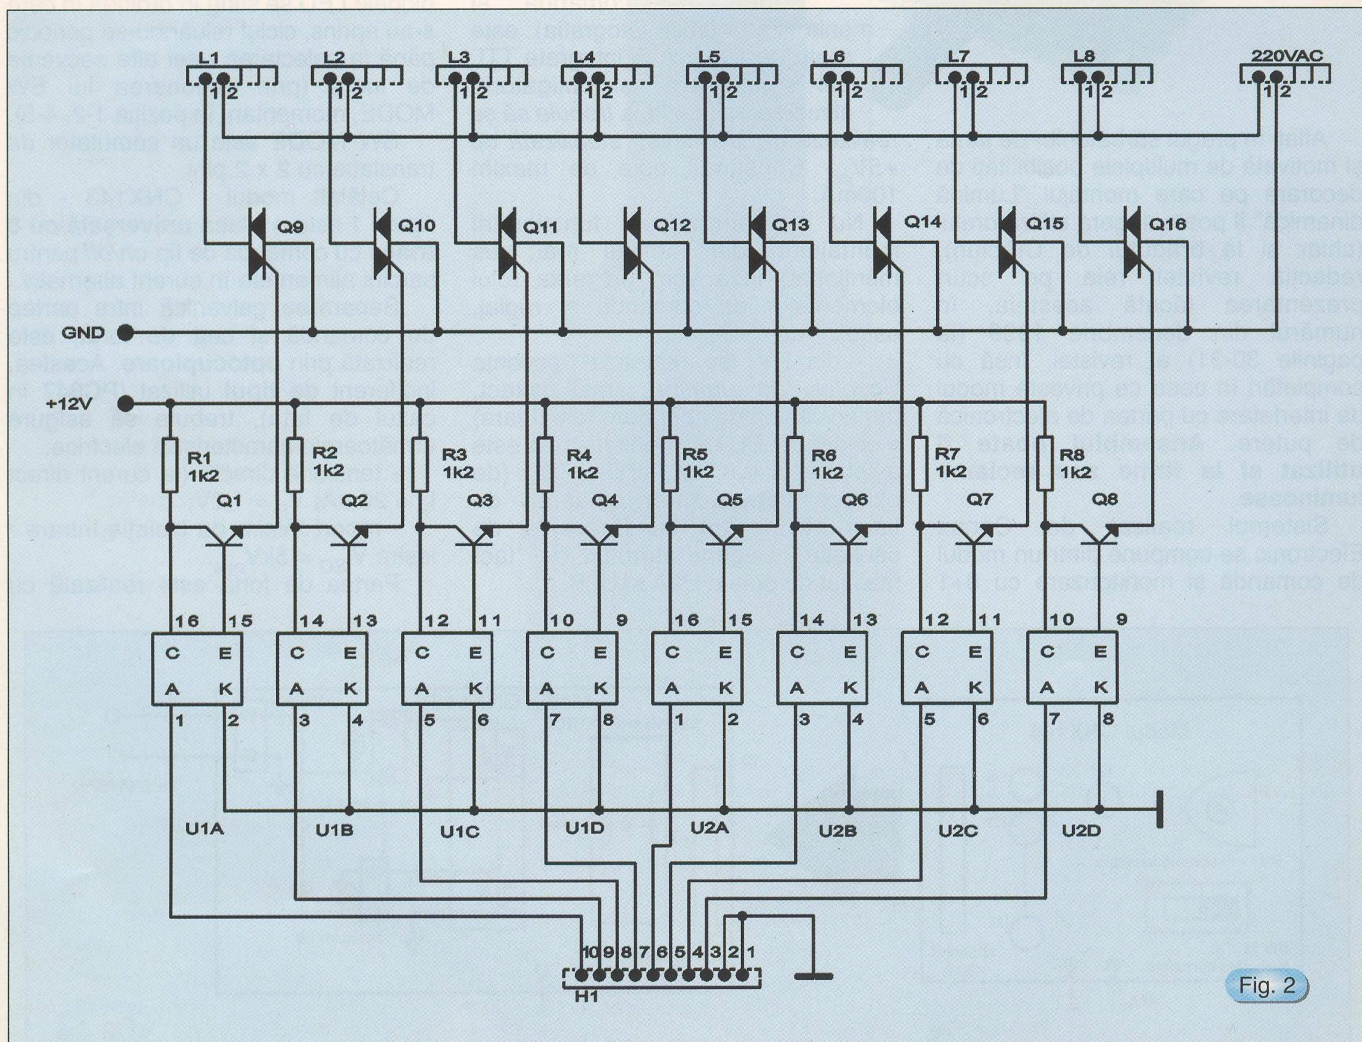 L1 L2 L3 L4 L5 L6 L7 L8 220VAC
1 2 1 2 1 2 1 2 1 2 1 2 1 2 1 2 1 2
Q9 Q10 Q11 Q12 Q13 Q14 Q15 Q16
GND
+12V
R1 R2 R3 R4 R5 R6 R7 R8
1k2 1k2 1k2 1k2 1k2 1k2 1k2 1k2
Q1 Q2 Q3 Q4 Q5 Q6 Q7 Q8
16 15 14 13 12 11 10 9 16 15 14 13 12 11 10 9
C E C E C E C E C E C E C E C E
A K A K A K A K A K A K A K A K
1 2 3 4 5 6 7 8 1 2 3 4 5 6 7 8
U1A U1B U1C U1D U2A U2B U2C U2D
10 9 8 7 6 5 4 3 2 1
H1
Fig. 2